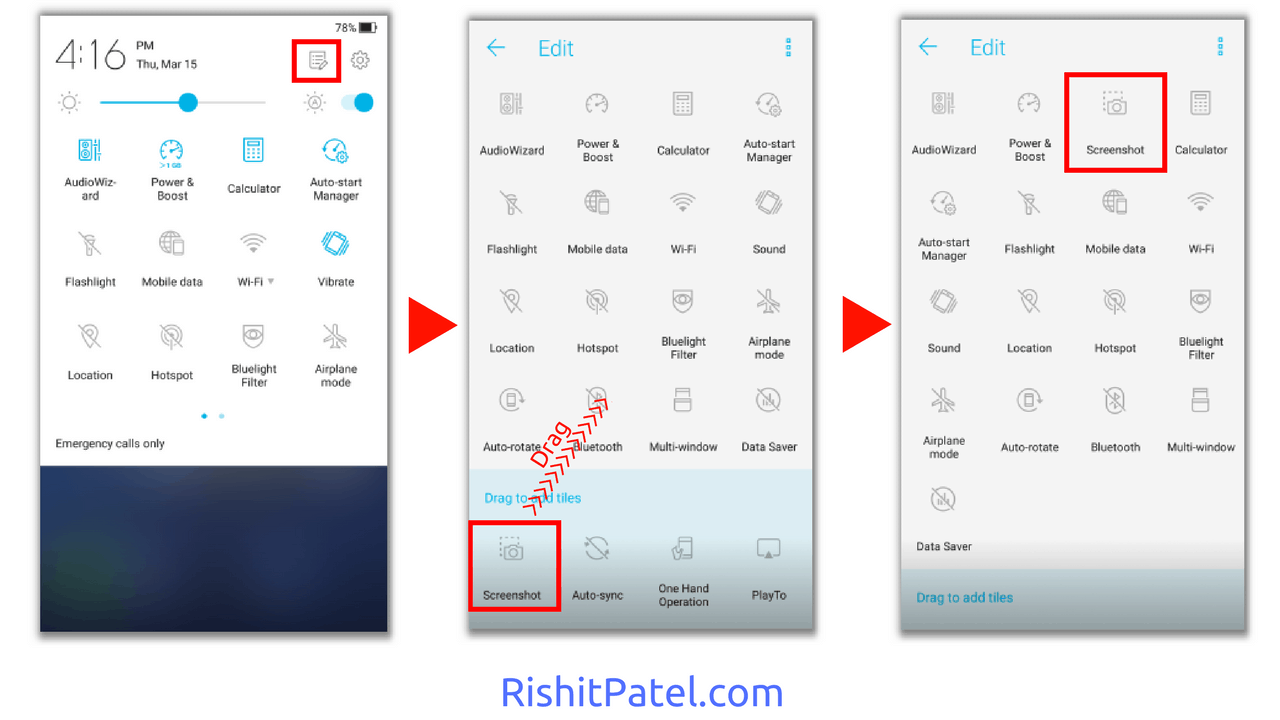 78%
4:16
PM
Thu, Mar 15
A
> 1 GB
AudioWiz-
ard
Power &
Boost
Calculator
Auto-start
Manager
Flashlight
Mobile data
Wi-Fi
Vibrate
Location
Hotspot
Bluelight
Filter
Airplane
mode
Emergency calls only
Edit
AudioWizard
Power &
Boost
Calculator
Auto-start
Manager
Flashlight
Mobile data
Wi-Fi
Sound
Location
Hotspot
Bluelight
Filter
Airplane
mode
Auto-rotate
Bluetooth
Multi-window
Data Saver
Drag
Drag to add tiles
Screenshot
Auto-sync
One Hand
Operation
PlayTo
Edit
AudioWizard
Power &
Boost
Screenshot
Calculator
Auto-start
Manager
Flashlight
Mobile data
Wi-Fi
Sound
Location
Hotspot
Bluelight
Filter
Airplane
mode
Auto-rotate
Bluetooth
Multi-window
Data Saver
Drag to add tiles
RishitPatel.com